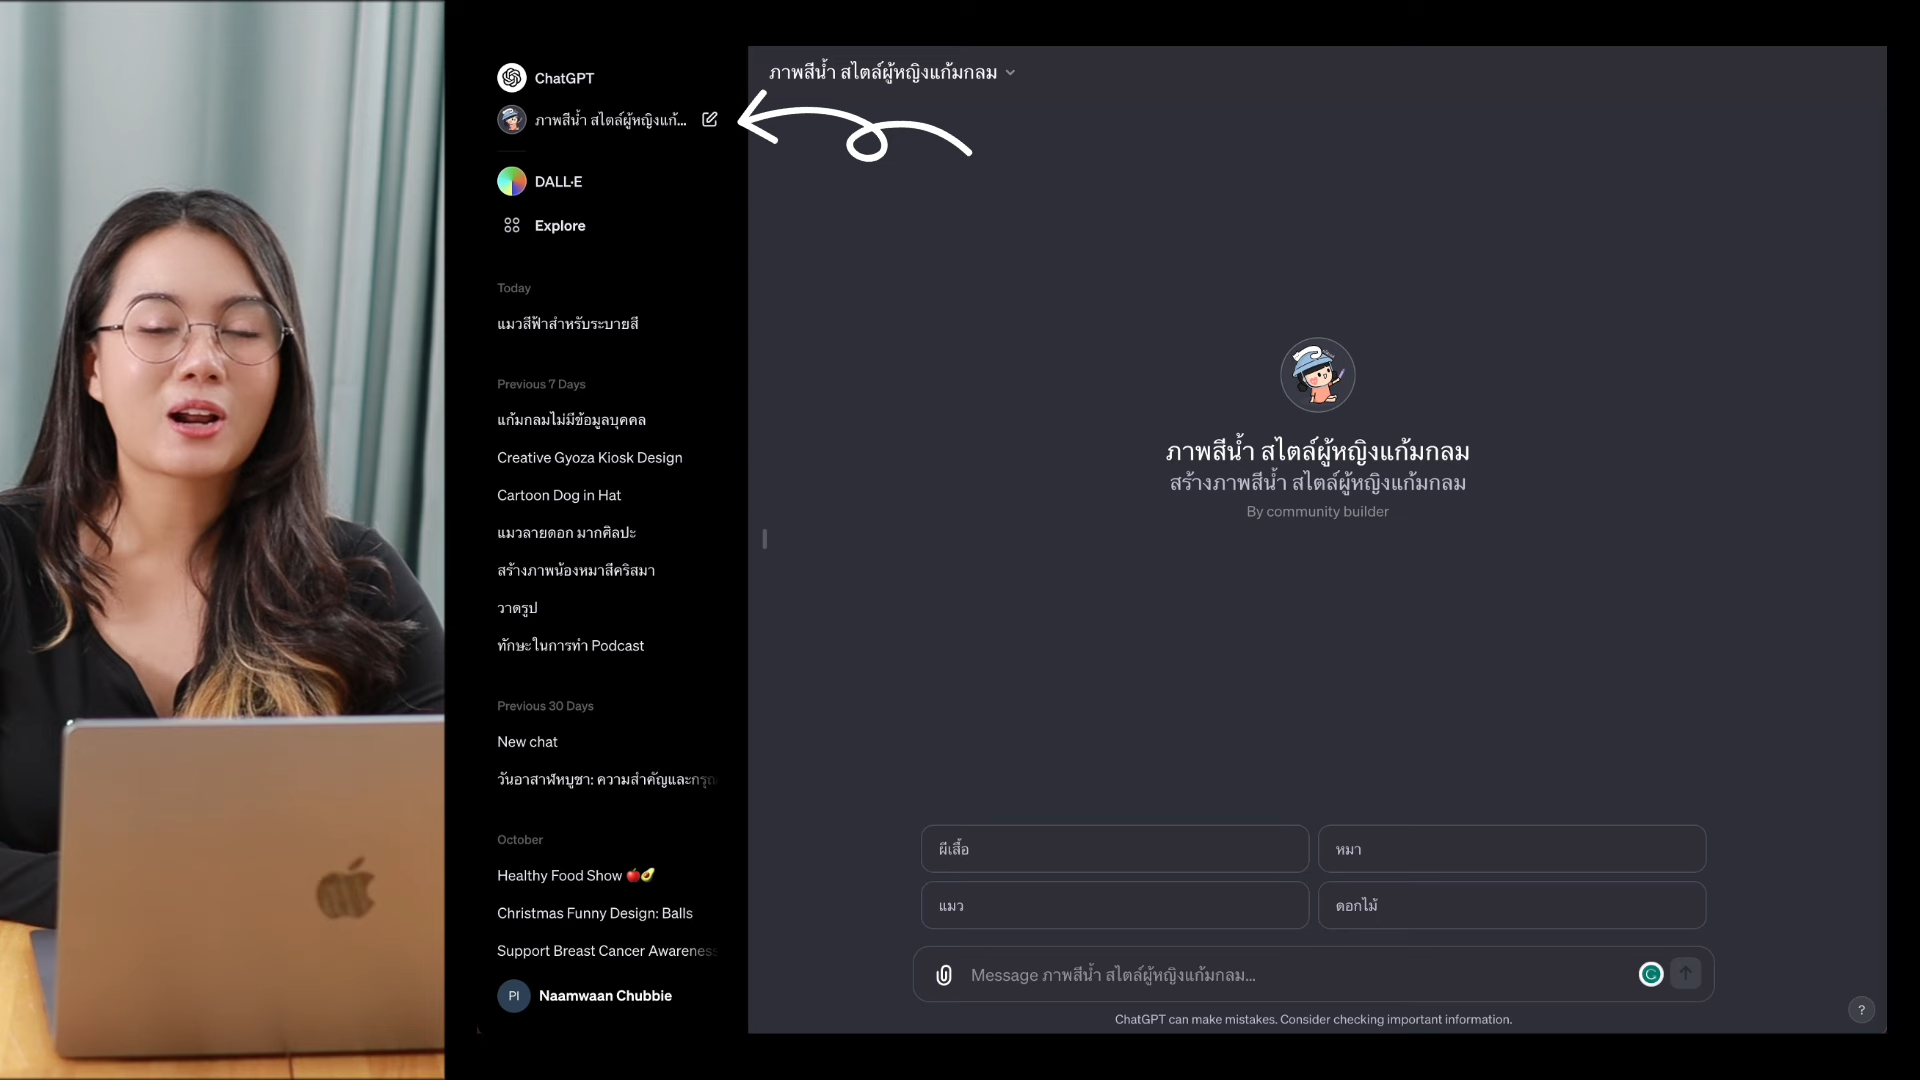 ChatGPT
ภาพสีน้ำ สไตล์ผู้หญิงแก้...
DALL·E
Explore
Today
แมวสีฟ้าสำหรับระบายสี
Previous 7 Days
แก้มกลมไม่มีข้อมูลบุคคล
Creative Gyoza Kiosk Design
Cartoon Dog in Hat
แมวลายดอก มากศิลปะ
สร้างภาพน้องหมาสีคริสมา
วาดรูป
ทักษะในการทำ Podcast
Previous 30 Days
New chat
วันอาสาฬหบูชา: ความสำคัญและกรุณ
October
Healthy Food Show 🍎🥑
Christmas Funny Design: Balls
Support Breast Cancer Awareness
PI
Naamwaan Chubbie
ภาพสีน้ำ สไตล์ผู้หญิงแก้มกลม
ภาพสีน้ำ สไตล์ผู้หญิงแก้มกลม
สร้างภาพสีน้ำ สไตล์ผู้หญิงแก้มกลม
By community builder
ผีเสื้อ
หมา
แมว
ดอกไม้
Message ภาพสีน้ำ สไตล์ผู้หญิงแก้มกลม...
ChatGPT can make mistakes. Consider checking important information.
?